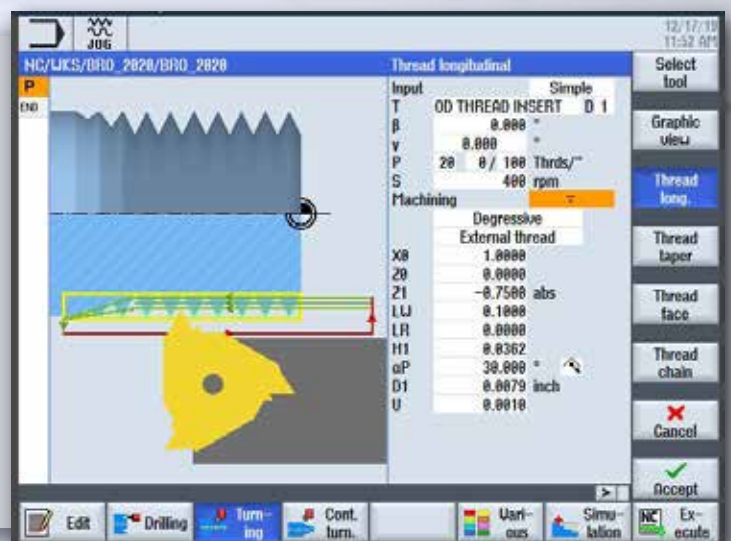 JOG
12/17/19
11:52 AM
NC/WKS/BRO_2020/BRO_2020
Thread longitudinal
Select tool
P
END
Input Simple
T OD THREAD INSERT D 1
β 0.000 °
γ 0.000 °
P 20 0/ 100 Thrds/"
S 400 rpm
Machining
Degressive
External thread
X0 1.0000
Z0 0.0000
Z1 -0.7500 abs
LW 0.1000
LR 0.0000
H1 0.0362
αP 30.000 °
D1 0.0079 inch
U 0.0010
Graphic view
Thread long.
Thread taper
Thread face
Thread chain
Cancel
Accept
Edit
Drilling
Turn-
ing
Cont.
turn.
Vari-
ous
Simu-
lation
NC Ex-
ecute